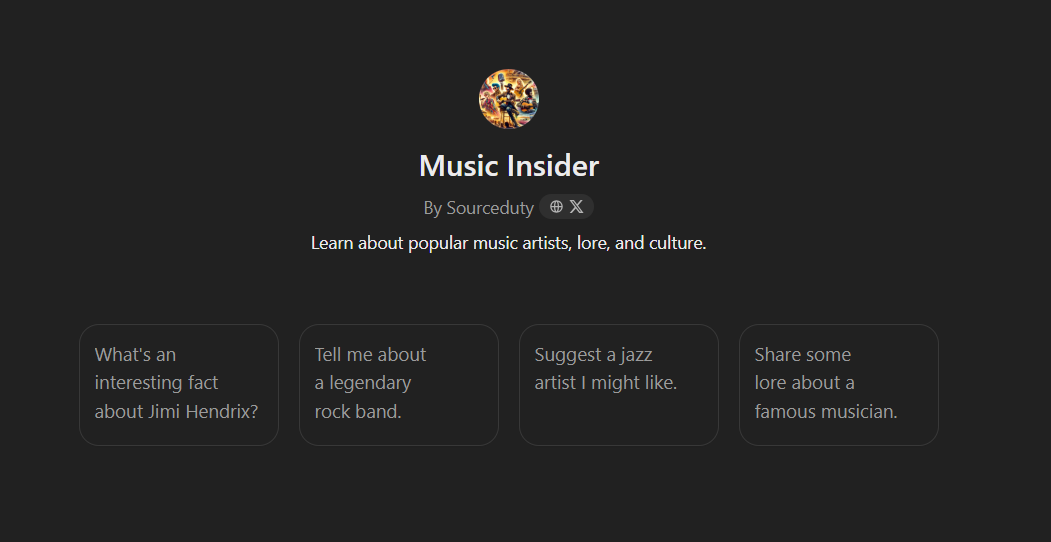 Music Insider
By Sourceduty
Learn about popular music artists, lore, and culture.
What's an
interesting fact
about Jimi Hendrix?
Tell me about
a legendary
rock band.
Suggest a jazz
artist I might like.
Share some
lore about a
famous musician.